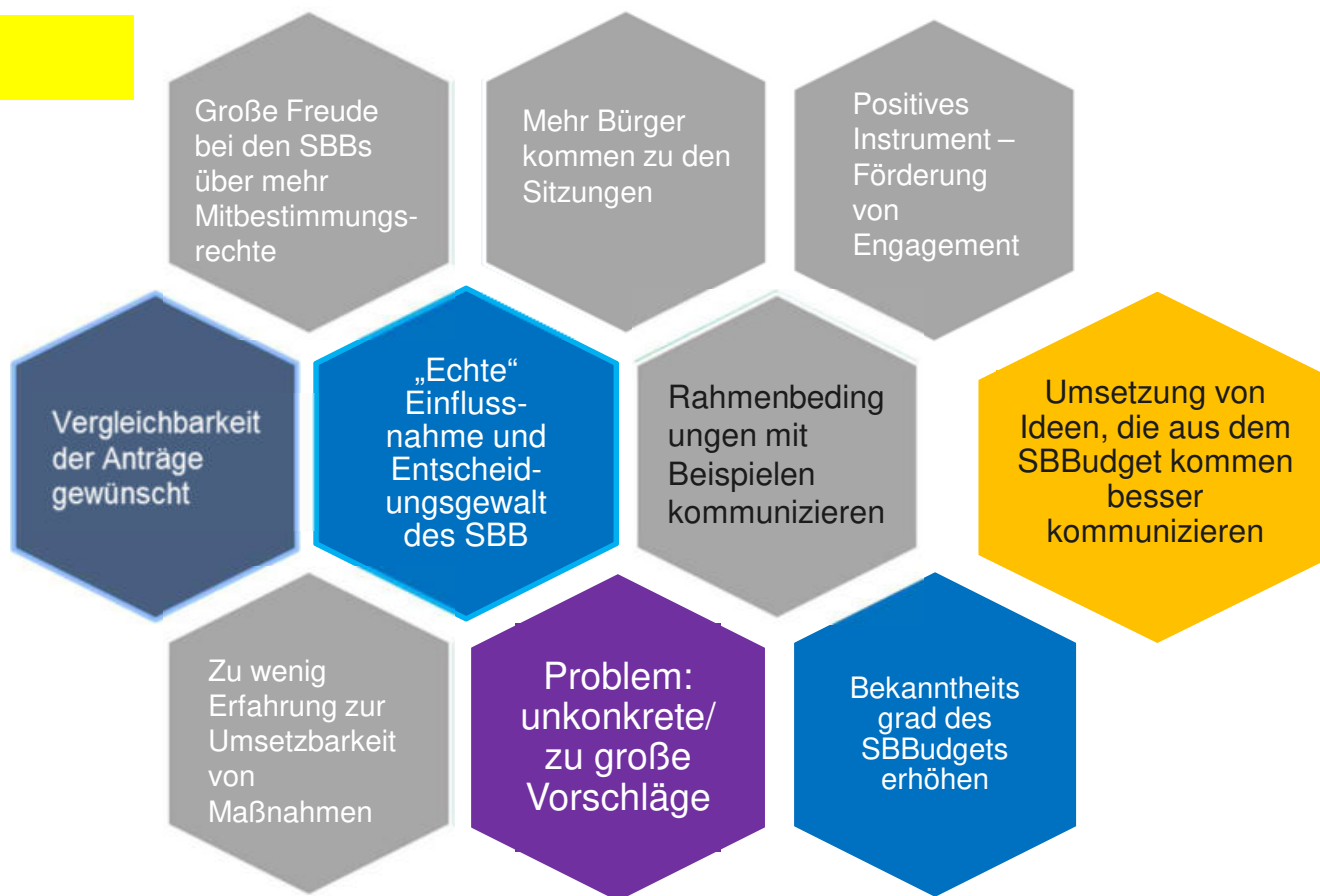 Große Freude
bei den SBBs
über mehr
Mitbestimmungs-
rechte
Mehr Bürger
kommen zu den
Sitzungen
Positives
Instrument –
Förderung
von
Engagement
Vergleichbarkeit
der Anträge
gewünscht
„Echte“
Einfluss-
nahme und
Entscheid-
ungsgewalt
des SBB
Rahmenbeding
ungen mit
Beispielen
kommunizieren
Umsetzung von
Ideen, die aus dem
SBBudget kommen
besser
kommunizieren
Zu wenig
Erfahrung zur
Umsetzbarkeit
von
Maßnahmen
Problem:
unkonkrete/
zu große
Vorschläge
Bekanntheits
grad des
SBBudgets
erhöhen